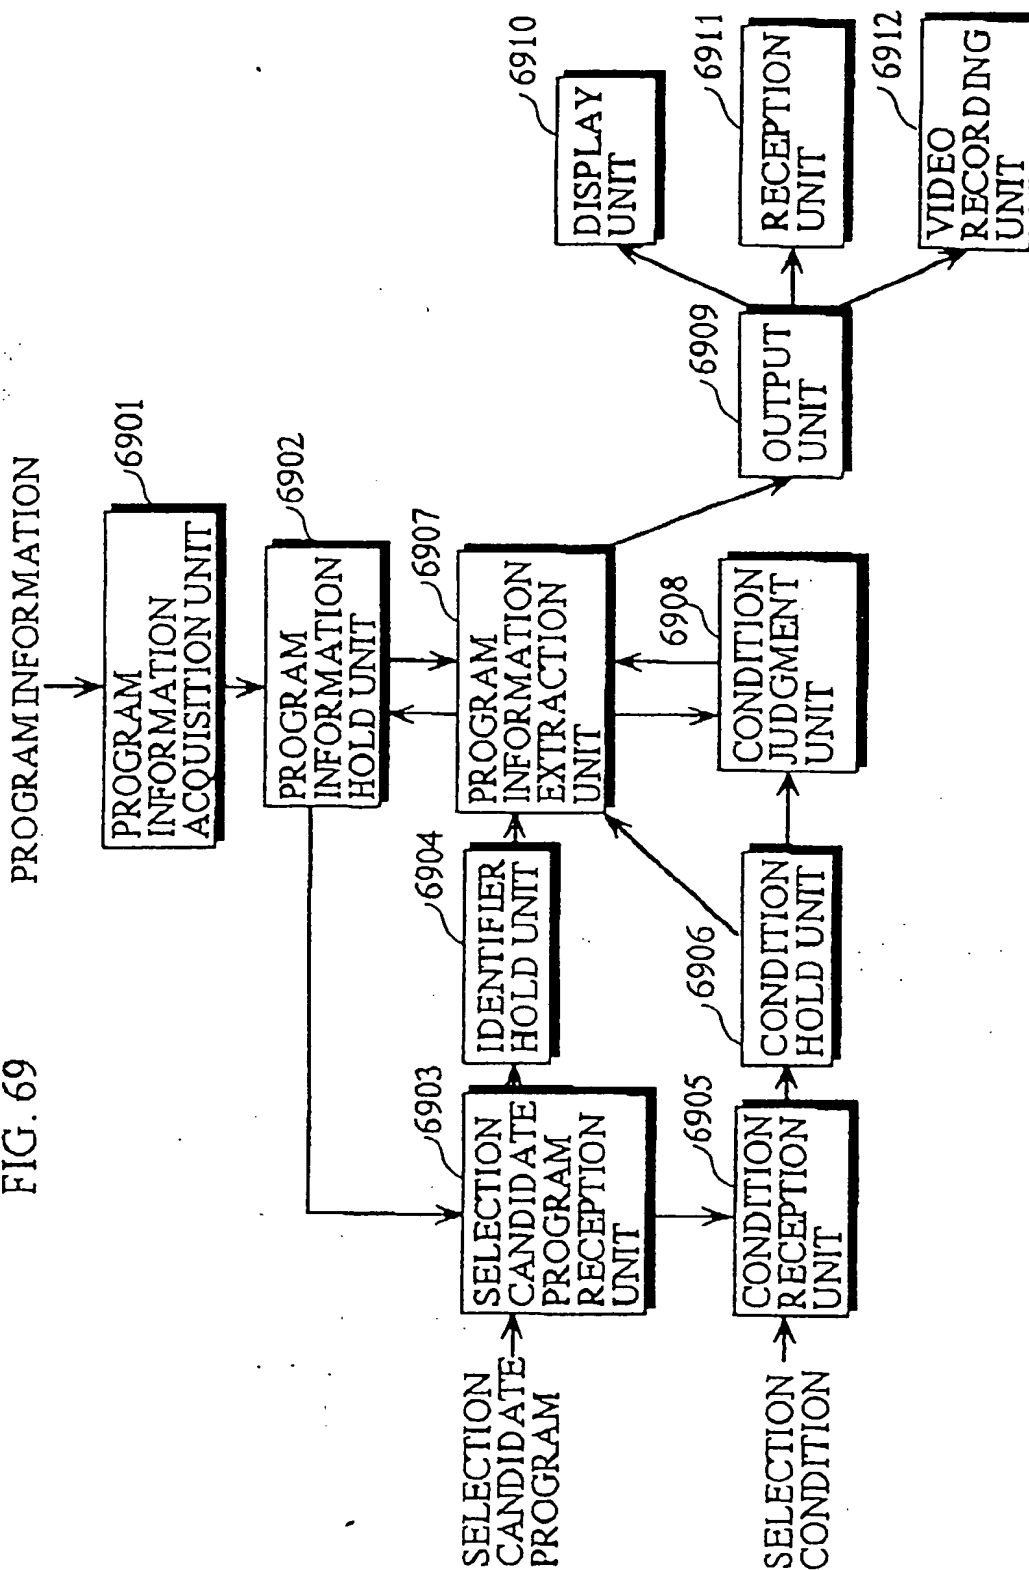 FIG. 69
PROGRAM INFORMATION
6901
PROGRAM
INFORMATION
ACQUISITION UNIT
6902
PROGRAM
INFORMATION
HOLD UNIT
6903
SELECTION
CANDIDATE
PROGRAM
RECEPTION
UNIT
SELECTION
CANDIDATE
PROGRAM
6904
IDENTIFIER
HOLD UNIT
6907
PROGRAM
INFORMATION
EXTRACTION
UNIT
6905
CONDITION
RECEPTION
UNIT
SELECTION
CONDITION
6906
CONDITION
HOLD UNIT
6908
CONDITION
JUDGMENT
UNIT
6909
OUTPUT
UNIT
6910
DISPLAY
UNIT
6911
RECEPTION
UNIT
6912
VIDEO
RECORDING
UNIT